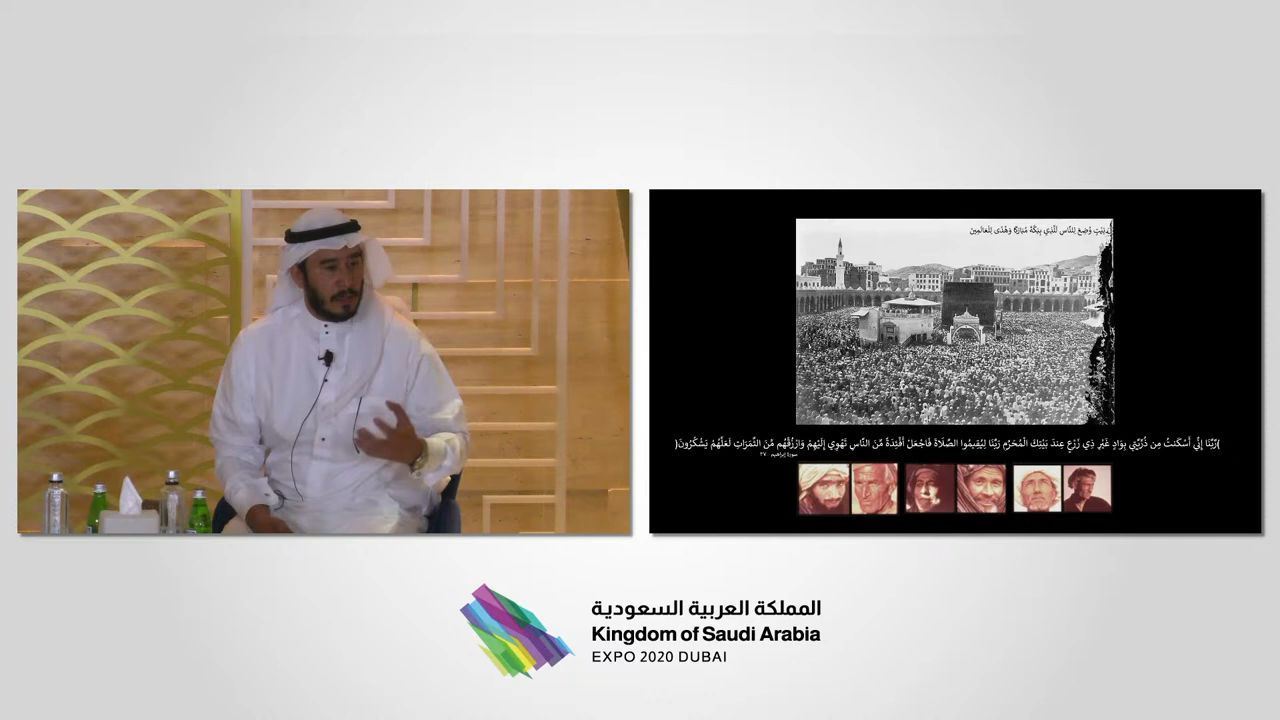 بَيْتٍ وُضِعَ لِلنَّاسِ لَلَّذِي بِبَكَّةَ مُبَارَكًا وَهُدًى لِلْعَالَمِينَ
)رَّبَّنَا إِنِّي أَسْكَنتُ مِن ذُرِّيَّتِي بِوَادٍ غَيْرِ ذِي زَرْعٍ عِندَ بَيْتِكَ الْمُحَرَّمِ رَبَّنَا لِيُقِيمُوا الصَّلَاةَ فَاجْعَلْ أَفْئِدَةً مِّنَ النَّاسِ تَهْوِي إِلَيْهِمْ وَارْزُقْهُم مِّنَ الثَّمَرَاتِ لَعَلَّهُمْ يَشْكُرُونَ(
سورة إبراهيم ٣٧
المملكة العربية السعودية
Kingdom of Saudi Arabia
EXPO 2020 DUBAI